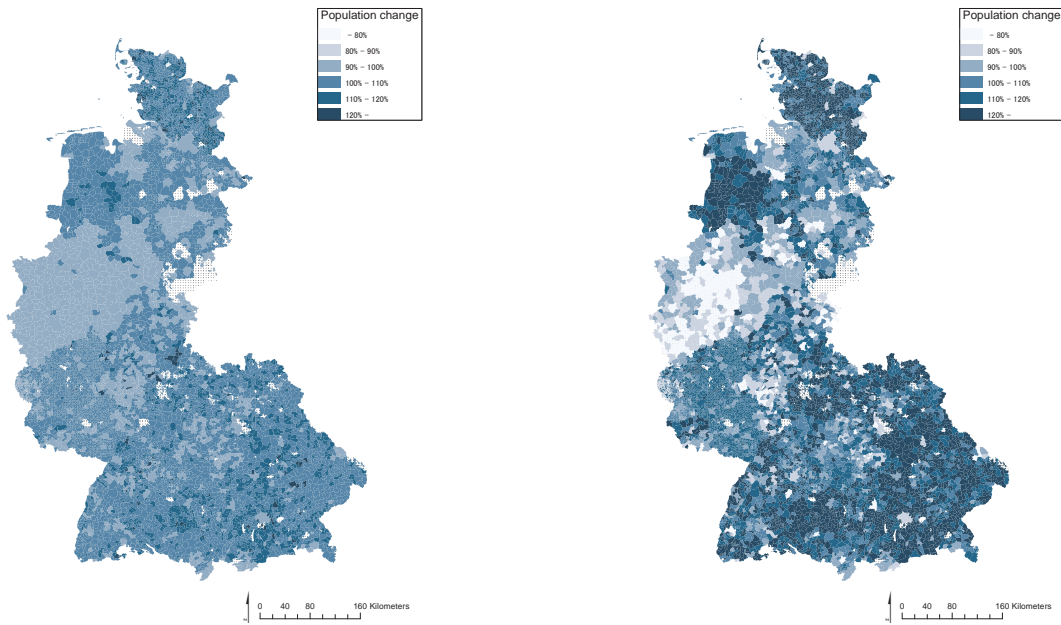 Population change
- 80%
80% - 90%
90% - 100%
100% - 110%
110% - 120%
120% -
0 40 80 160 Kilometers
Population change
- 80%
80% - 90%
90% - 100%
100% - 110%
110% - 120%
120% -
0 40 80 160 Kilometers